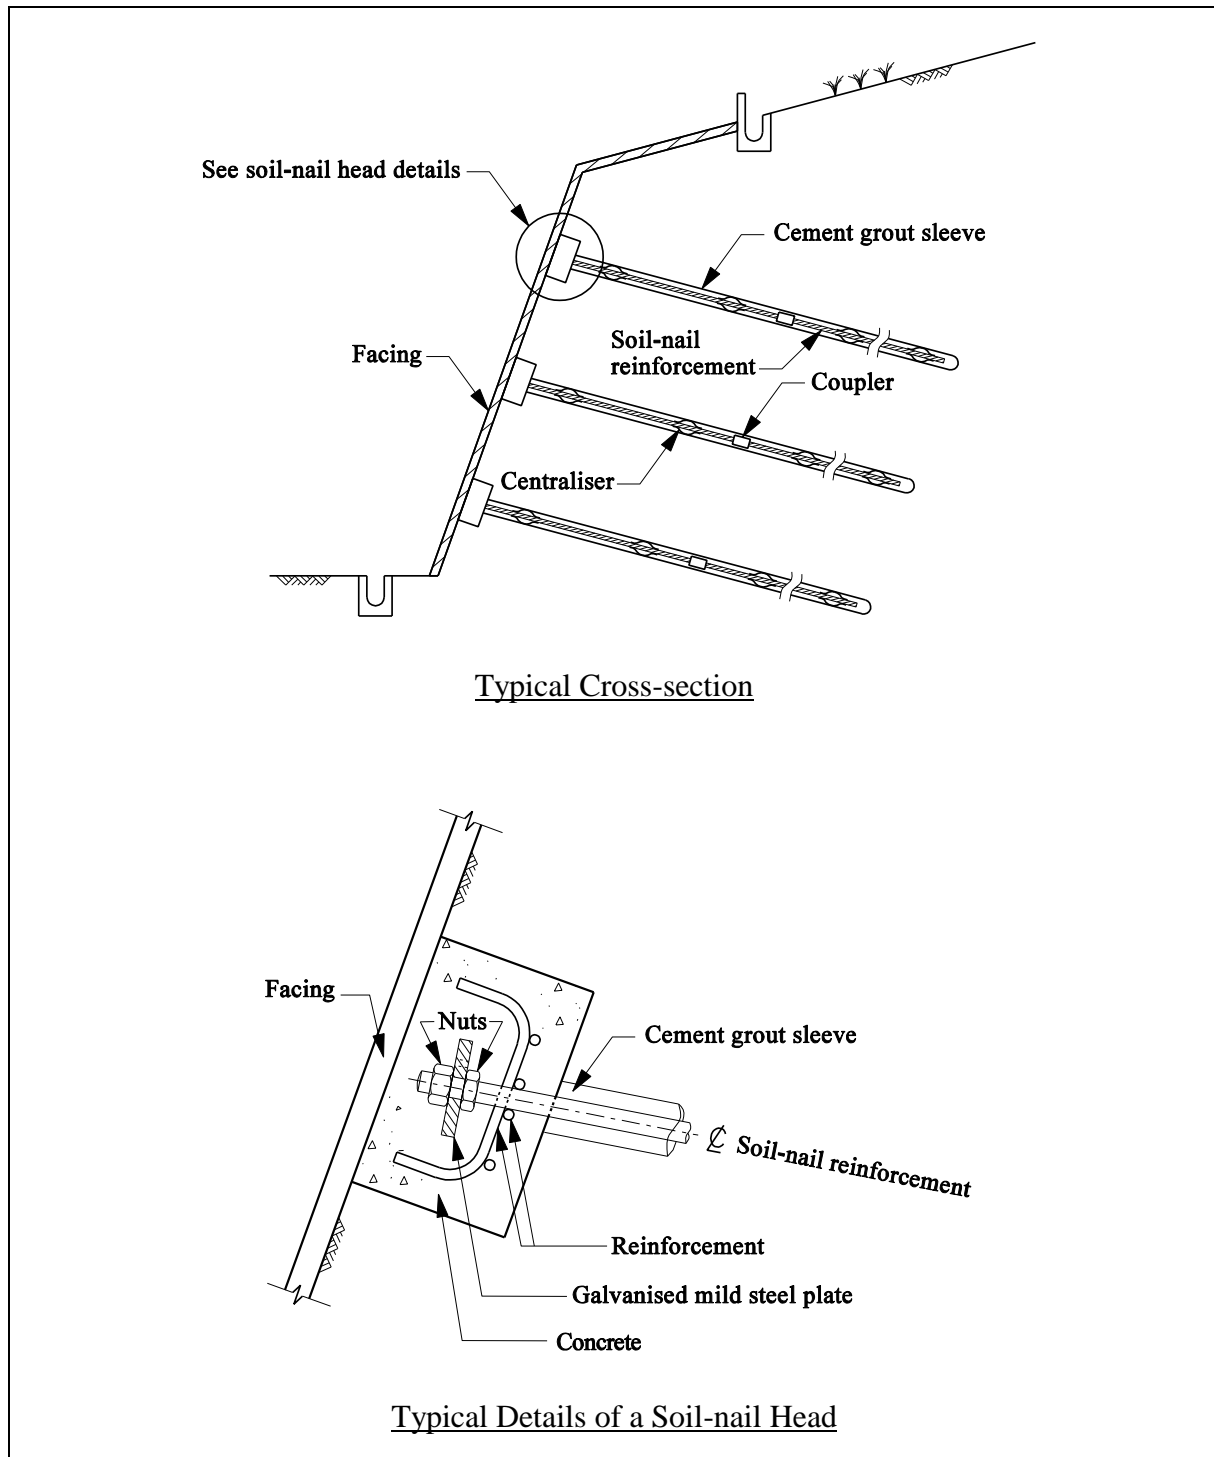 See soil-nail head details
Cement grout sleeve
Soil-nail
reinforcement
Facing
Coupler
Centraliser
Typical Cross-section
Facing
Nuts
Cement grout sleeve
℄ Soil-nail reinforcement
Reinforcement
Galvanised mild steel plate
Concrete
Typical Details of a Soil-nail Head